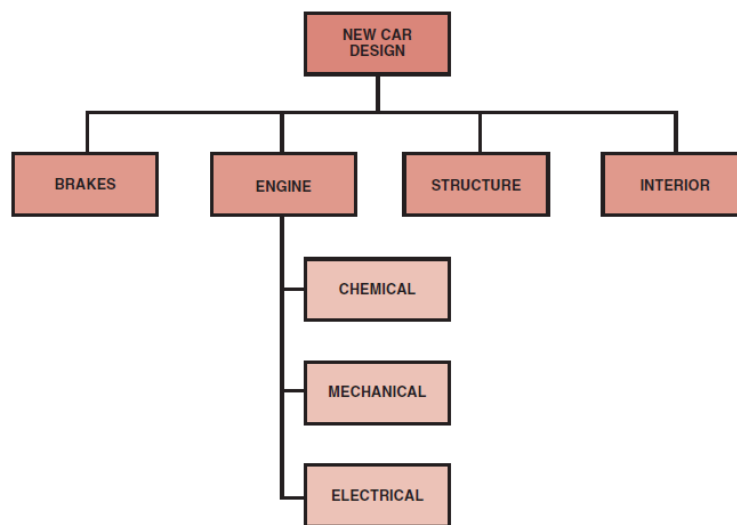 NEW CAR
DESIGN
BRAKES
ENGINE
STRUCTURE
INTERIOR
CHEMICAL
MECHANICAL
ELECTRICAL